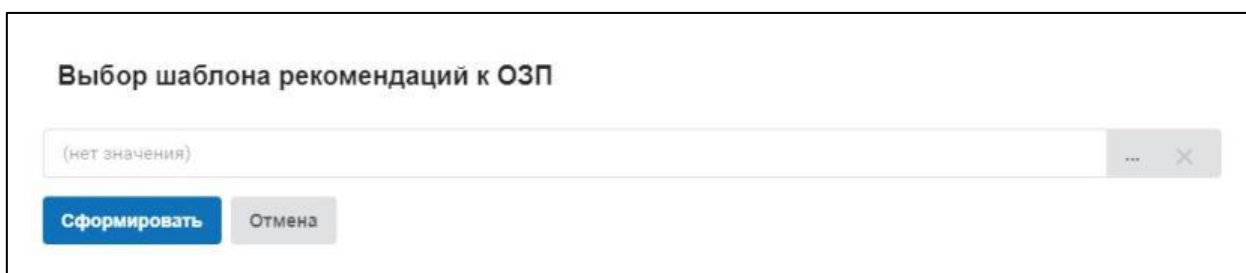 Выбор шаблона рекомендаций к ОЗП
(нет значения) ... ×
Сформировать Отмена